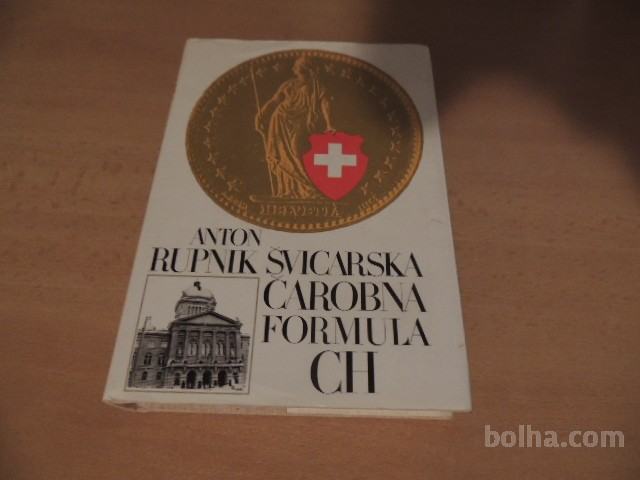 HELVETIA
ANTON
RUPNIK ŠVICARSKA
ČAROBNA
FORMULA
CH
bolha.com